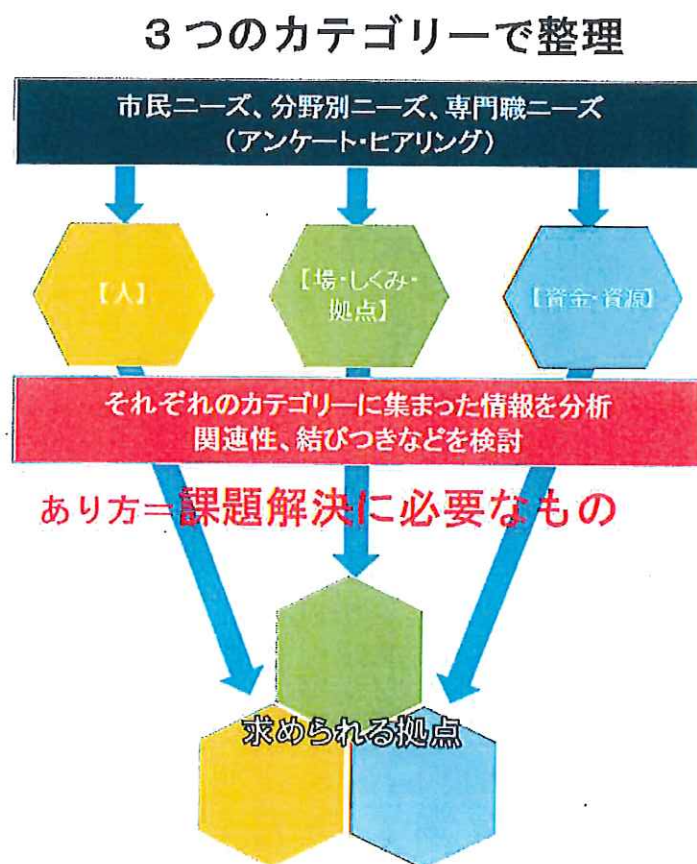 3つのカテゴリーで整理
市民ニーズ、分野別ニーズ、専門職ニーズ
(アンケート・ヒアリング)
【人】
【場・しくみ・
拠点】
【資金・資源】
それぞれのカテゴリーに集まった情報を分析
関連性、結びつきなどを検討
あり方=課題解決に必要なもの
求められる拠点